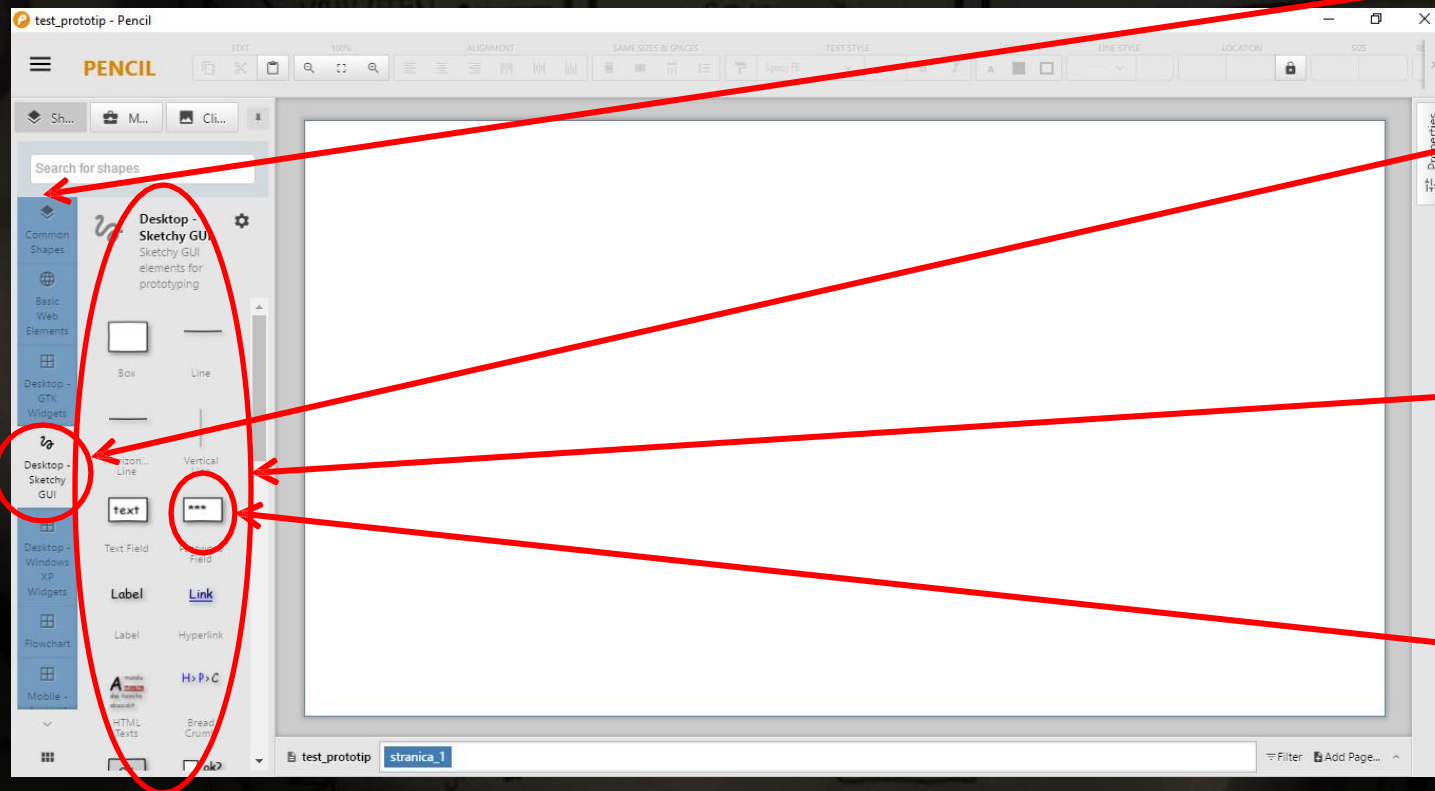 test_prototip - Pencil
EDIT 100% ALIGNMENT SAME SIZES & SPACES TEXT STYLE LINE STYLE LOCATION SIZE
PENCIL
Sh... M... Cli...
Search for shapes
Common
Shapes
Basic
Web
Elements
Desktop -
GTK
Widgets
Desktop -
Sketchy
GUI
Desktop -
Windows
XP
Widgets
Flowchart
Mobile -
Desktop -
Sketchy GUI
Sketchy GUI
elements for
prototyping
Box Line
Line Vertical
text ***
Text Field Field
Label Link
Label Hyperlink
H>P>C
HTML
Texts
Bread
Properties
test_prototip stranica_1
Filter Add Page...